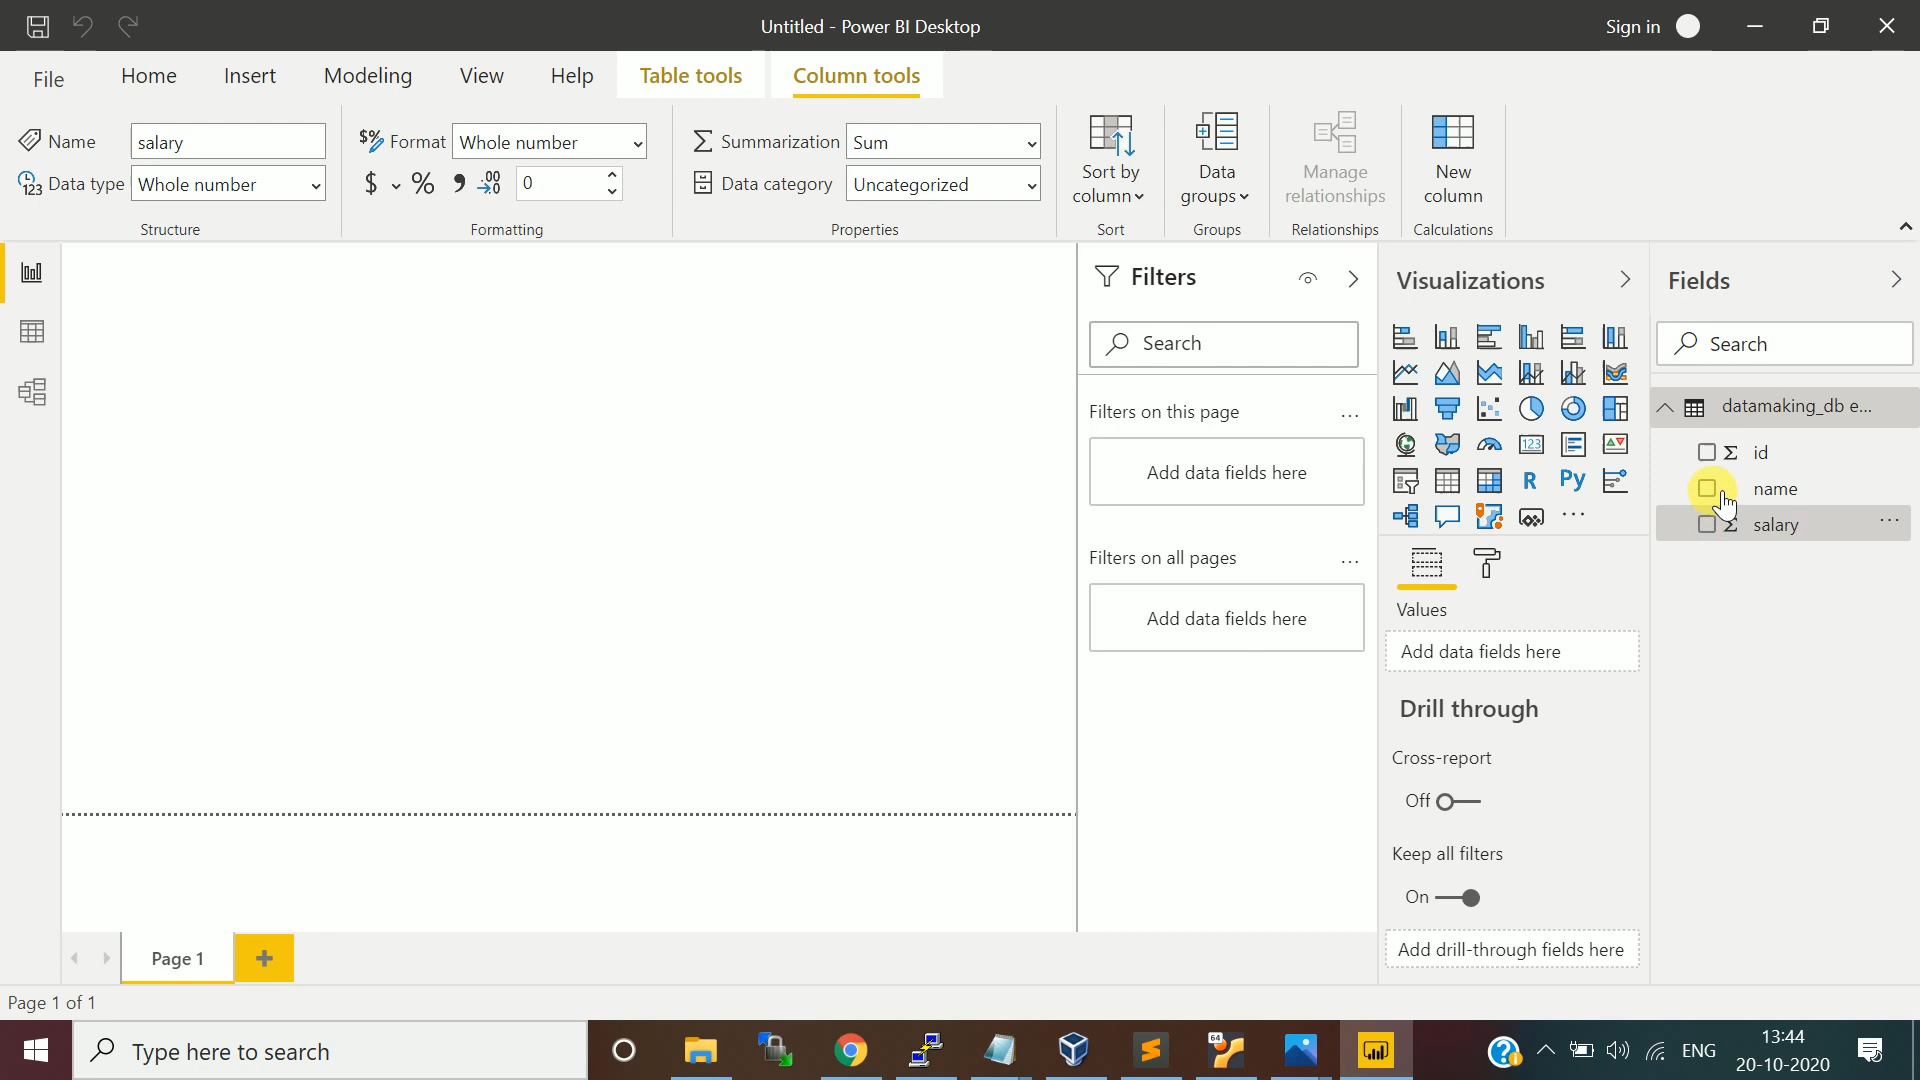 Untitled - Power BI Desktop
Sign in
File
Home
Insert
Modeling
View
Help
Table tools
Column tools
Name
salary
Data type
Whole number
Structure
Format
Whole number
$
%
0
Formatting
Summarization
Sum
Data category
Uncategorized
Properties
Sort by
column
Sort
Data
groups
Groups
Manage
relationships
Relationships
New
column
Calculations
Filters
Search
Filters on this page
...
Add data fields here
Filters on all pages
...
Add data fields here
Visualizations
R
Py
...
Values
Add data fields here
Drill through
Cross-report
Off
Keep all filters
On
Add drill-through fields here
Fields
Search
datamaking_db e...
Σ id
name
Σ salary
...
Page 1
+
Page 1 of 1
Type here to search
64
ENG
13:44
20-10-2020